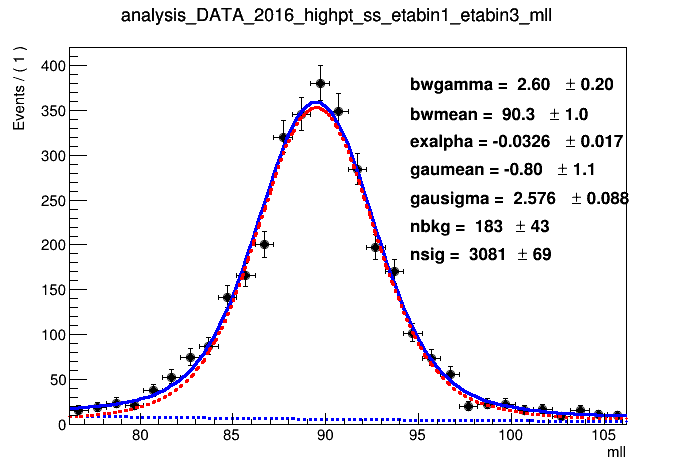 analysis_DATA_2016_highpt_ss_etabin1_etabin3_mll
Events / ( 1 )
400
350
300
250
200
150
100
50
0
bwgamma = 2.60 ± 0.20
bwmean = 90.3 ± 1.0
exalpha = -0.0326 ± 0.017
gaumean = -0.80 ± 1.1
gausigma = 2.576 ± 0.088
nbkg = 183 ± 43
nsig = 3081 ± 69
80 85 90 95 100 105
mll